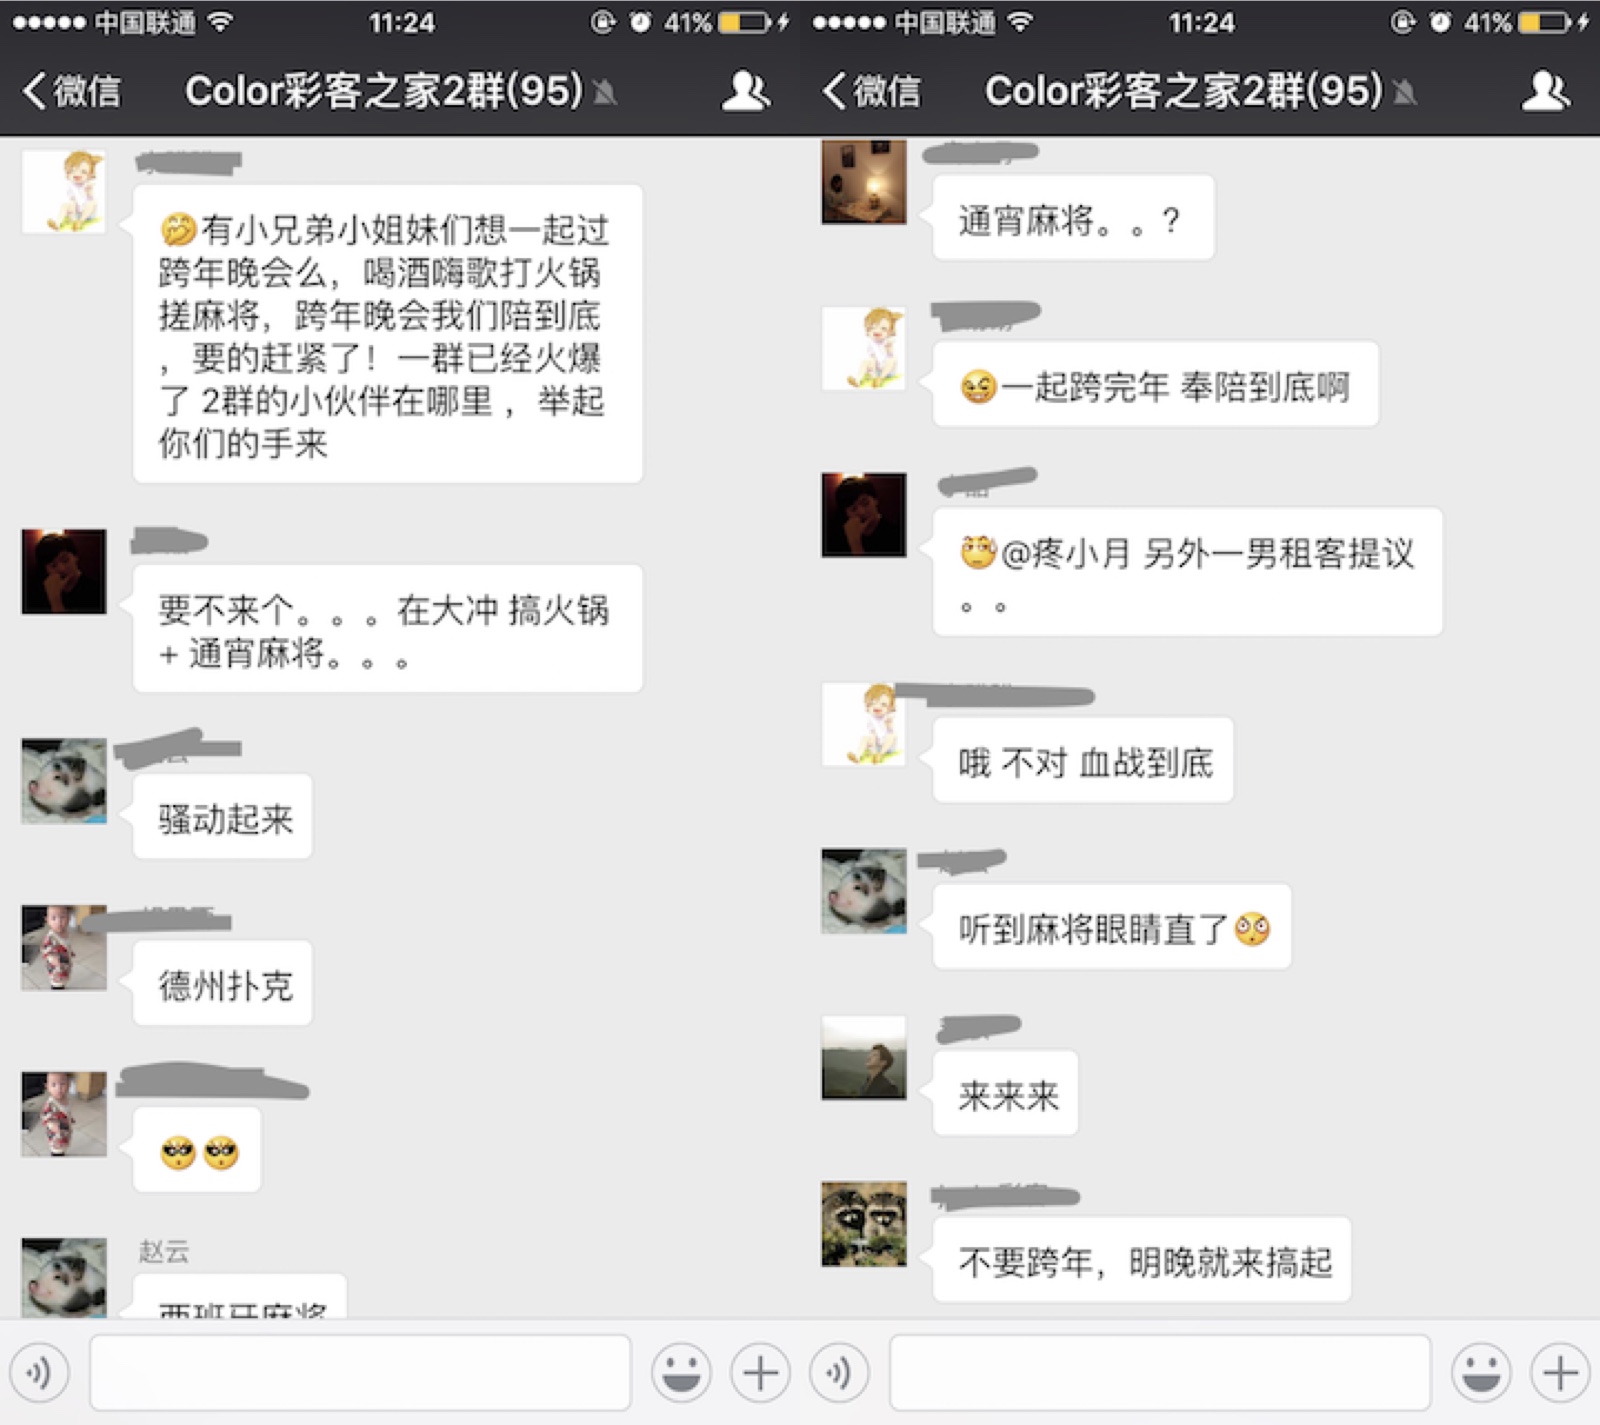 中国联通
11:24
41%
微信
Color彩客之家2群(95)
有小兄弟小姐妹们想一起过
跨年晚会么，喝酒嗨歌打火锅
搓麻将，跨年晚会我们陪到底
，要的赶紧了！一群已经火爆
了 2群的小伙伴在哪里 ，举起
你们的手来
要不来个。。。在大冲 搞火锅
+ 通宵麻将。。。
骚动起来
德州扑克
赵云
西班牙麻将
中国联通
11:24
41%
微信
Color彩客之家2群(95)
通宵麻将。。？
一起跨完年 奉陪到底啊
@疼小月 另外一男租客提议
。。
哦 不对 血战到底
听到麻将眼睛直了
来来来
不要跨年，明晚就来搞起